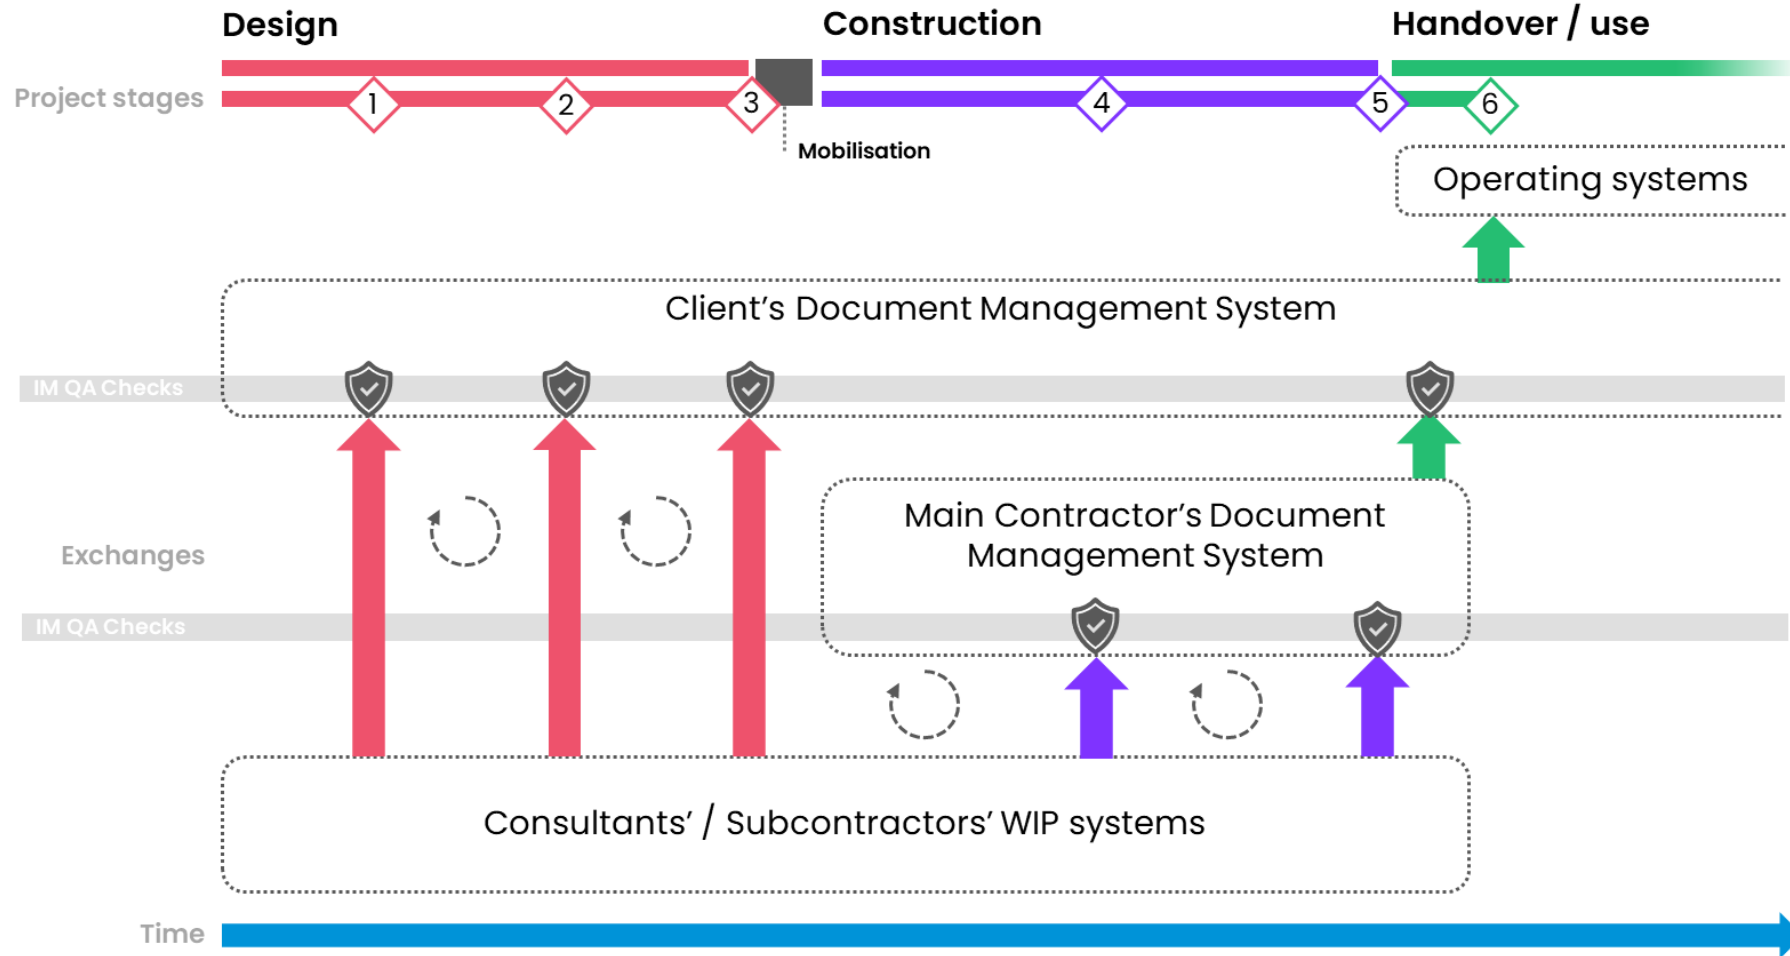 Design
Construction
Handover / use
Project stages
1
2
3
4
5
6
Mobilisation
Operating systems
Client’s Document Management System
IM QA Checks
Main Contractor’s Document
Management System
Exchanges
IM QA Checks
Consultants’ / Subcontractors’ WIP systems
Time